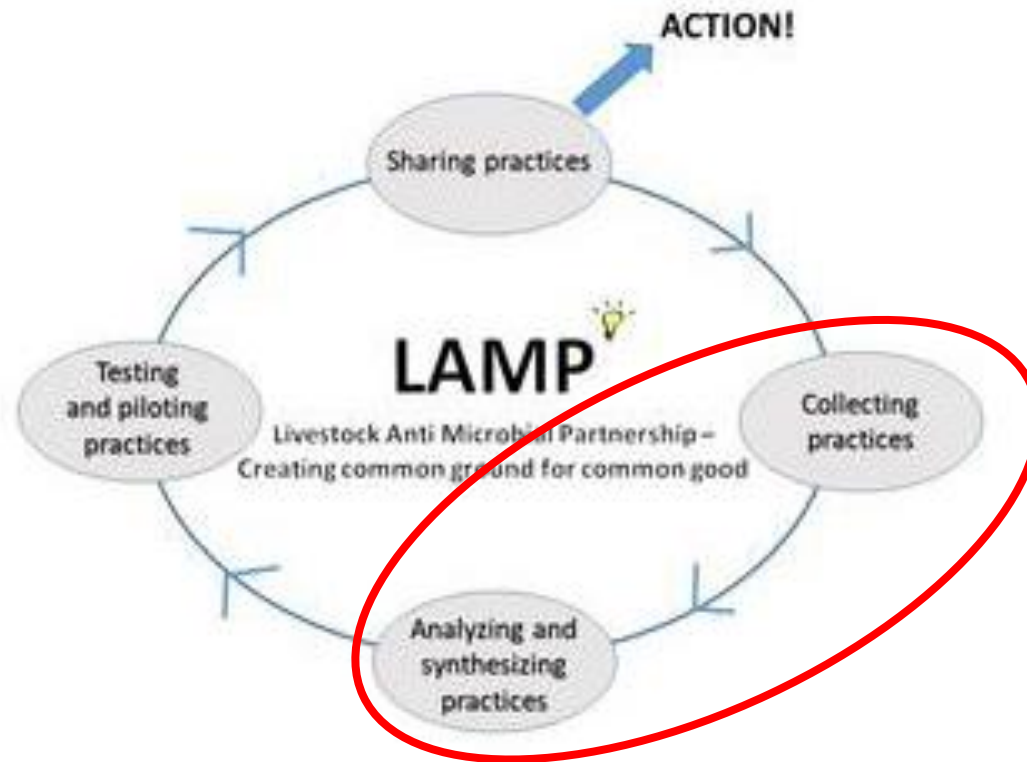 ACTION!
Sharing practices
LAMP
Livestock Anti Microbial Partnership –
Creating common ground for common good
Collecting
practices
Analyzing and
synthesizing
practices
Testing
and piloting
practices